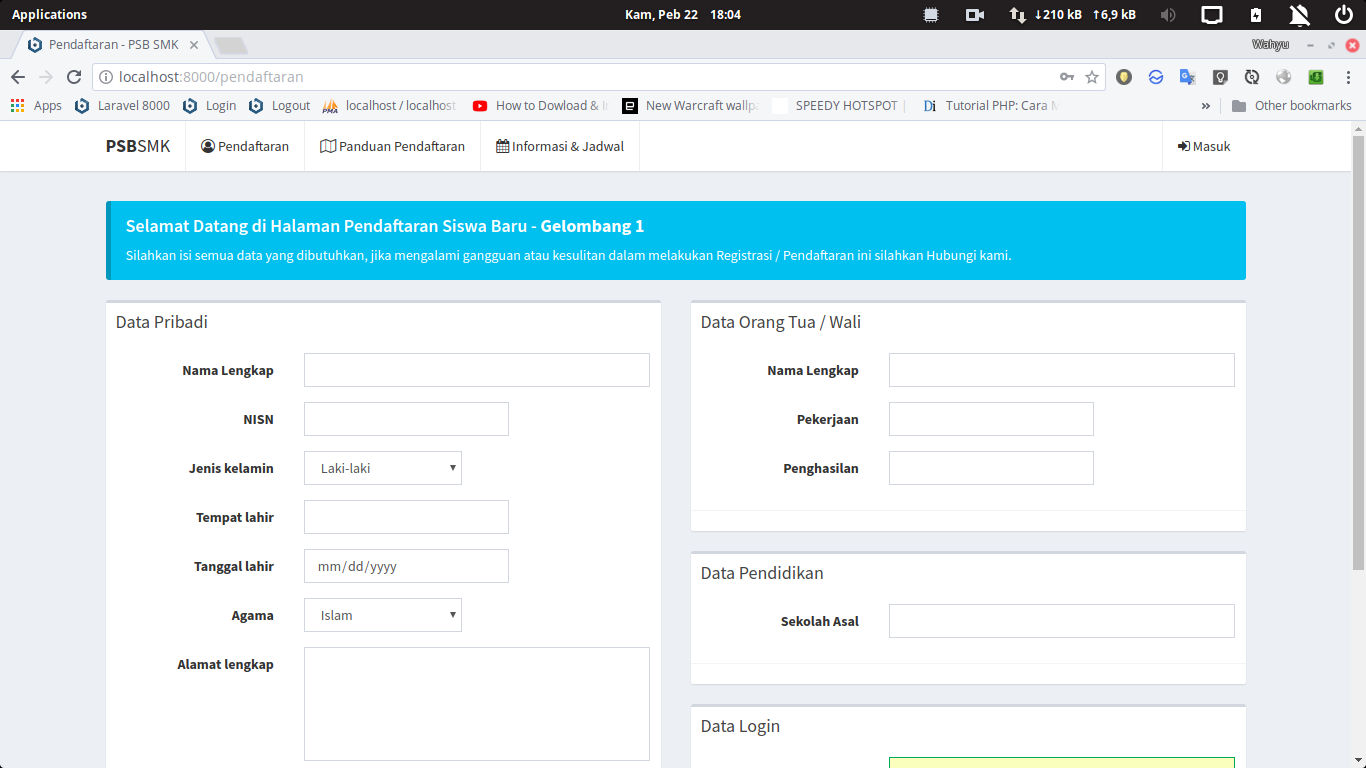 Applications
Kam, Peb 22 18:04
↓210 kB ↑6,9 kB
Pendaftaran - PSB SMK
Wahyu
localhost:8000/pendaftaran
Apps Laravel 8000 Login Logout localhost / localhost How to Dowload & New Warcraft wallpa SPEEDY HOTSPOT Tutorial PHP: Cara Other bookmarks
PSBSMK Pendaftaran Panduan Pendaftaran Informasi & Jadwal Masuk
Selamat Datang di Halaman Pendaftaran Siswa Baru - Gelombang 1
Silahkan isi semua data yang dibutuhkan, jika mengalami gangguan atau kesulitan dalam melakukan Registrasi / Pendaftaran ini silahkan Hubungi kami.
Data Pribadi
Nama Lengkap
NISN
Jenis kelamin Laki-laki
Tempat lahir
Tanggal lahir mm/dd/yyyy
Agama Islam
Alamat lengkap
Data Orang Tua / Wali
Nama Lengkap
Pekerjaan
Penghasilan
Data Pendidikan
Sekolah Asal
Data Login